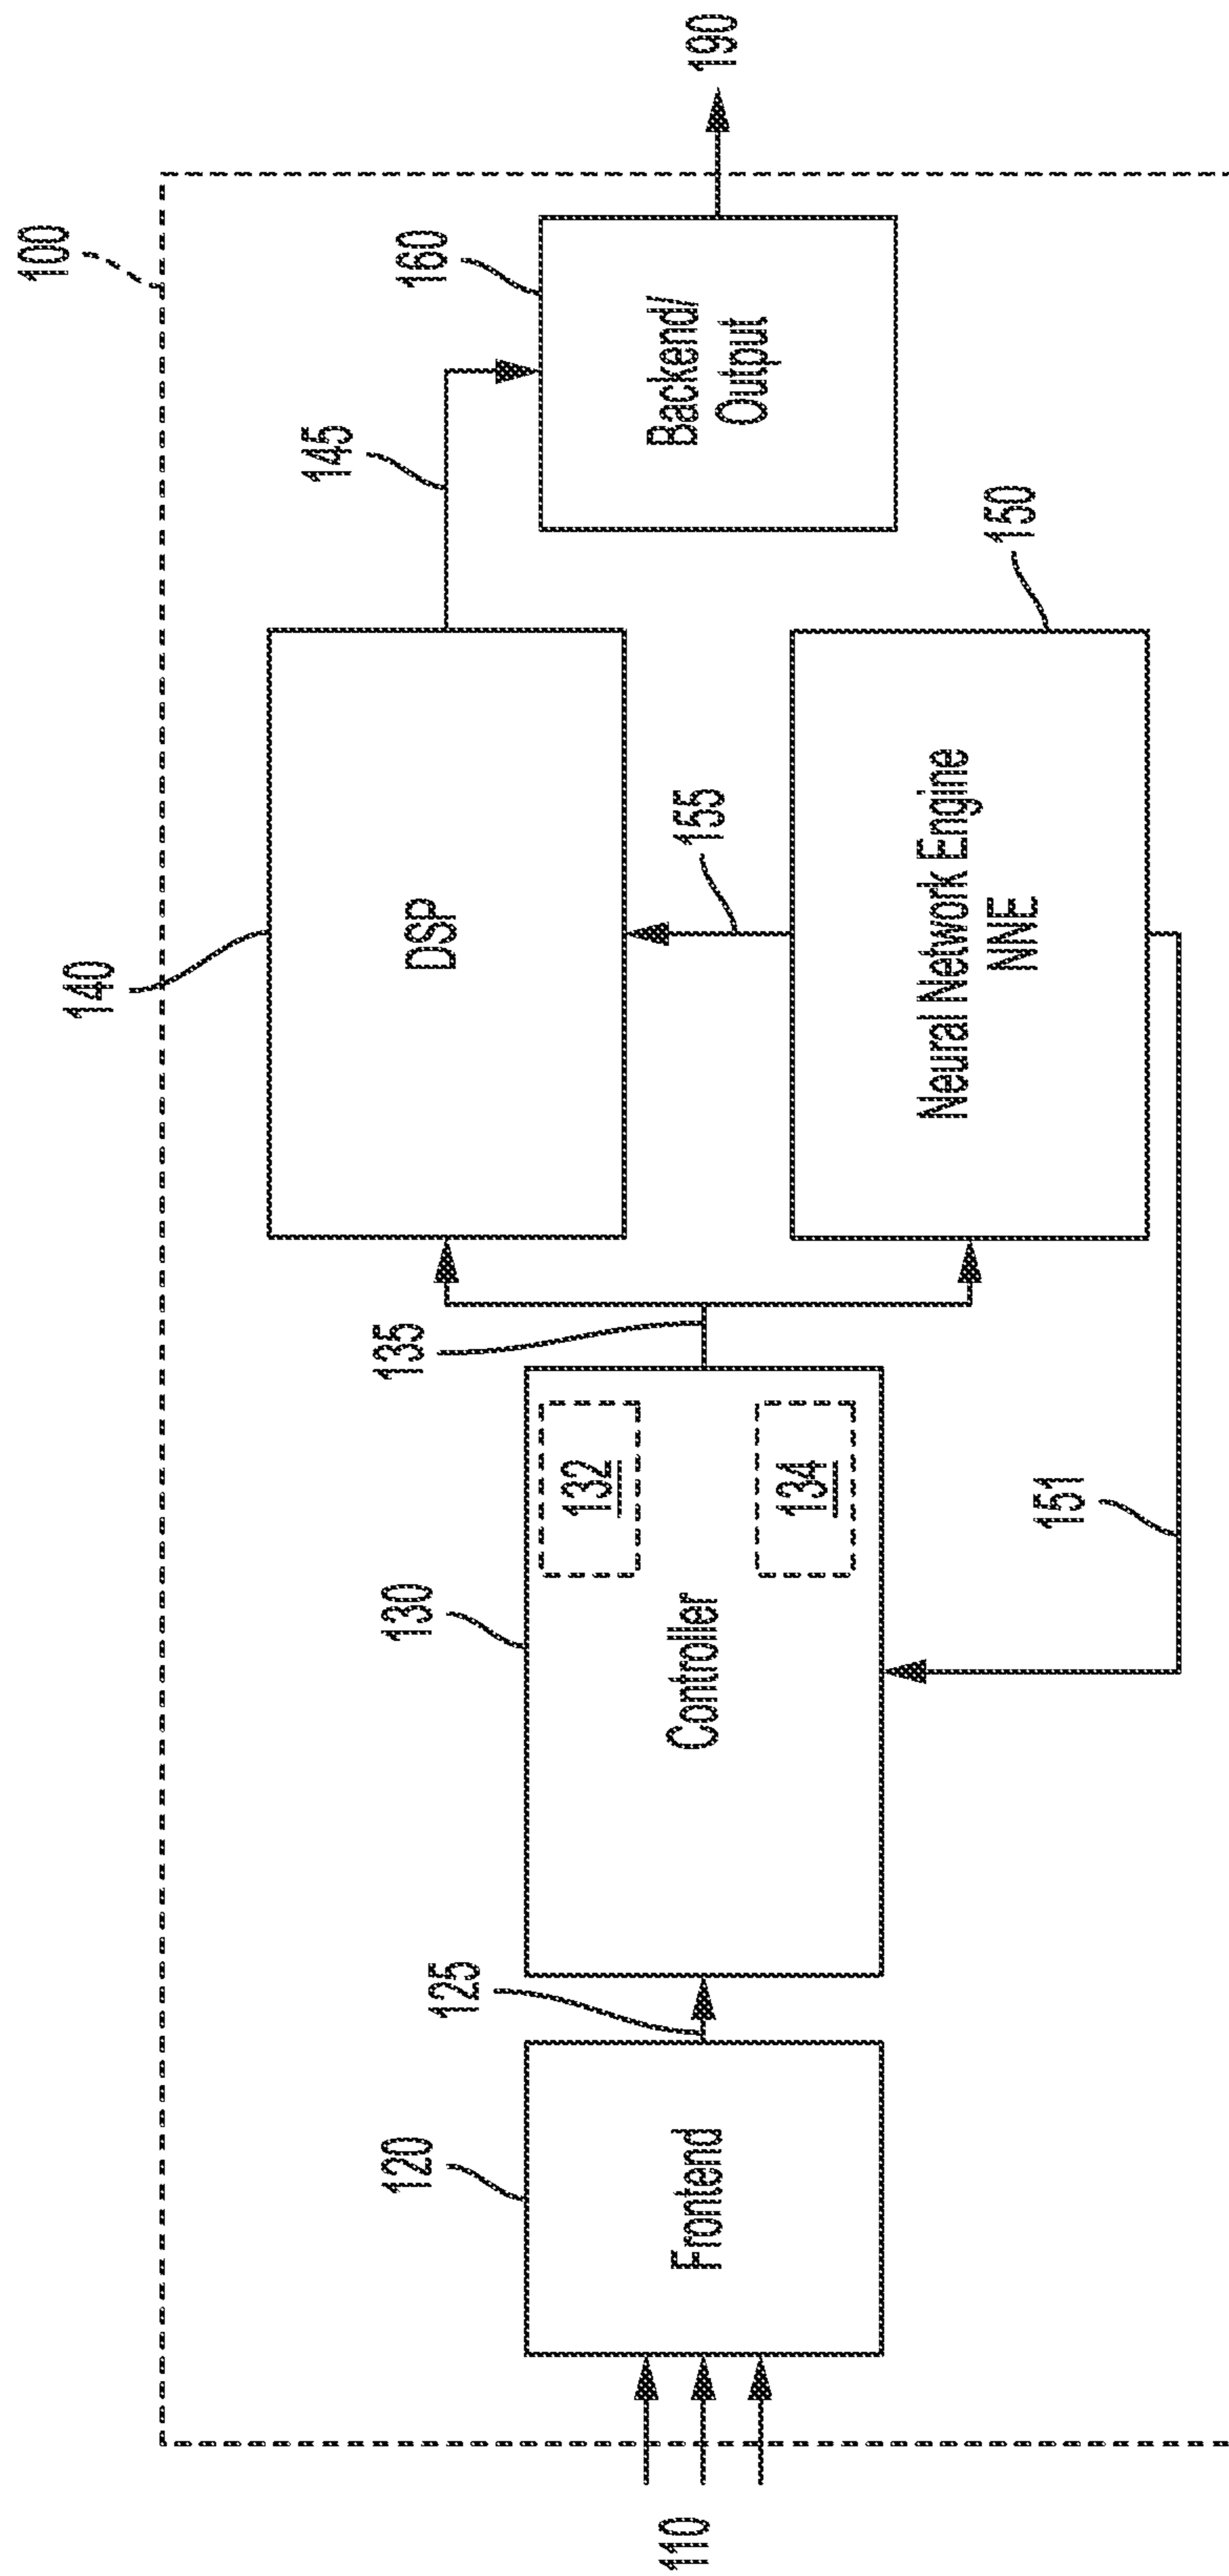 100
140
145
160
DSP
Backend/
Output
190
155
135
130
132
125
120
Frontend
Controller
134
Neural Network Engine
NNE
150
151
110